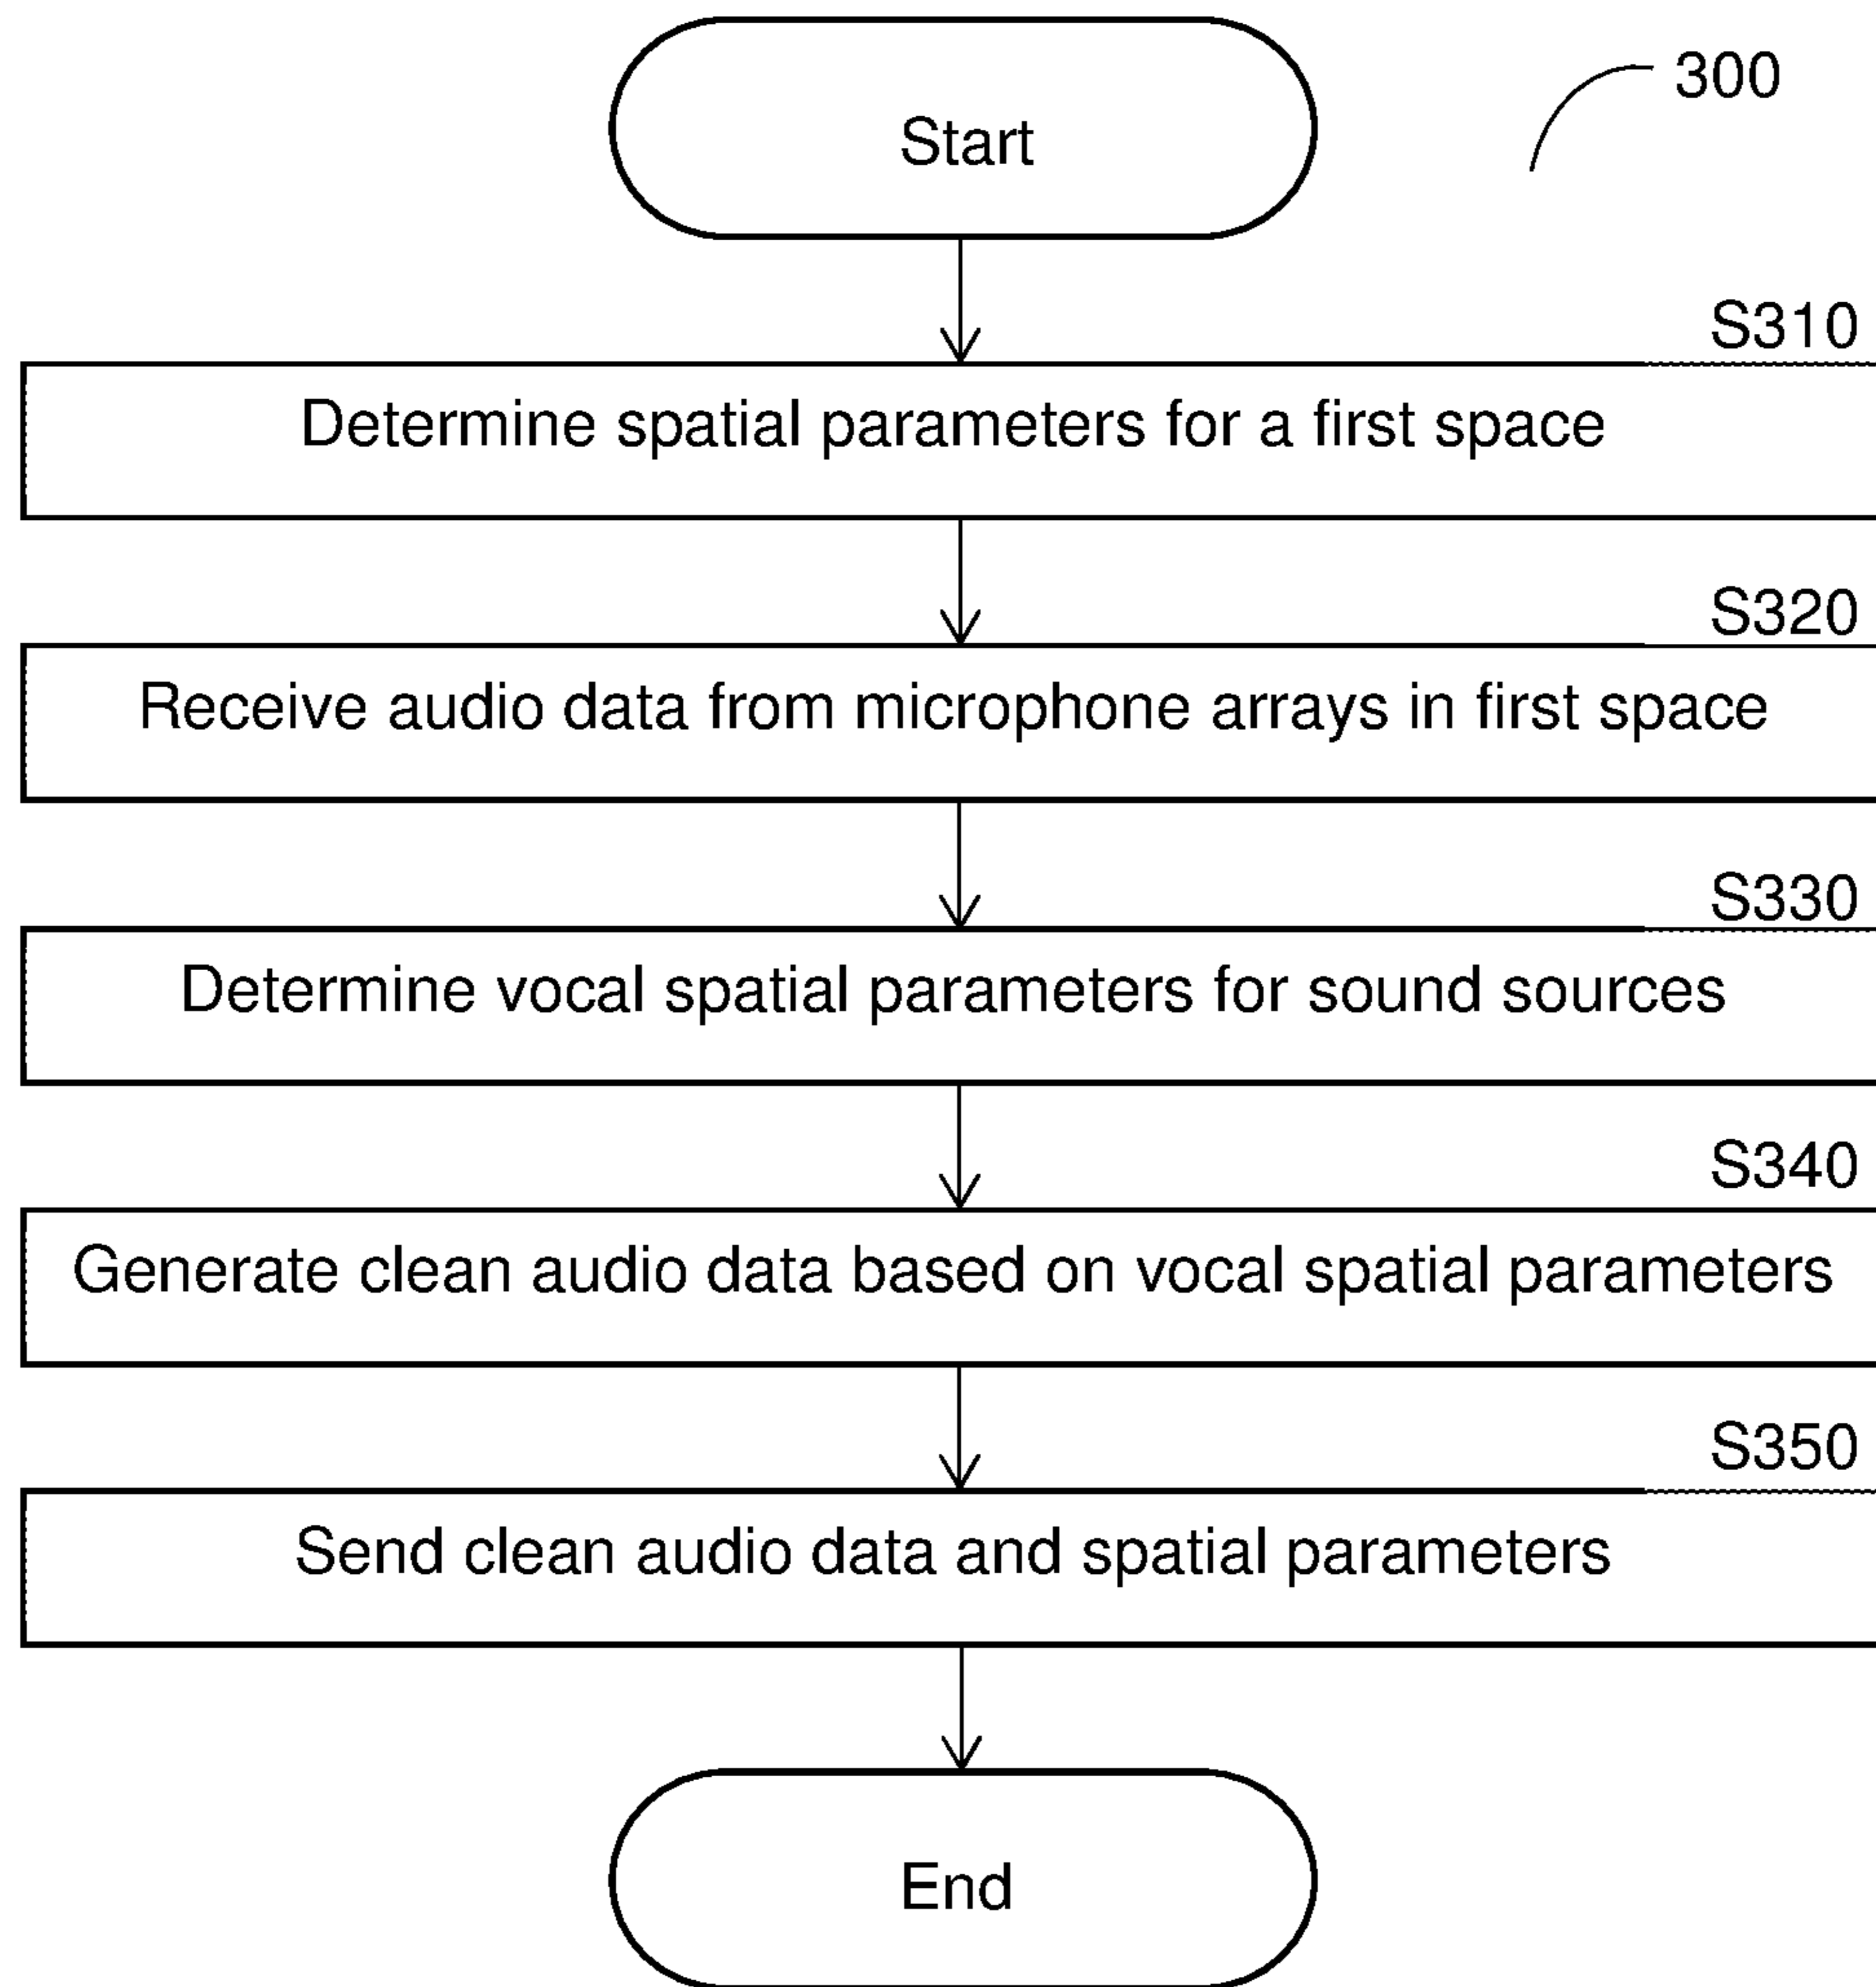 Start
300
S310
Determine spatial parameters for a first space
S320
Receive audio data from microphone arrays in first space
S330
Determine vocal spatial parameters for sound sources
S340
Generate clean audio data based on vocal spatial parameters
S350
Send clean audio data and spatial parameters
End